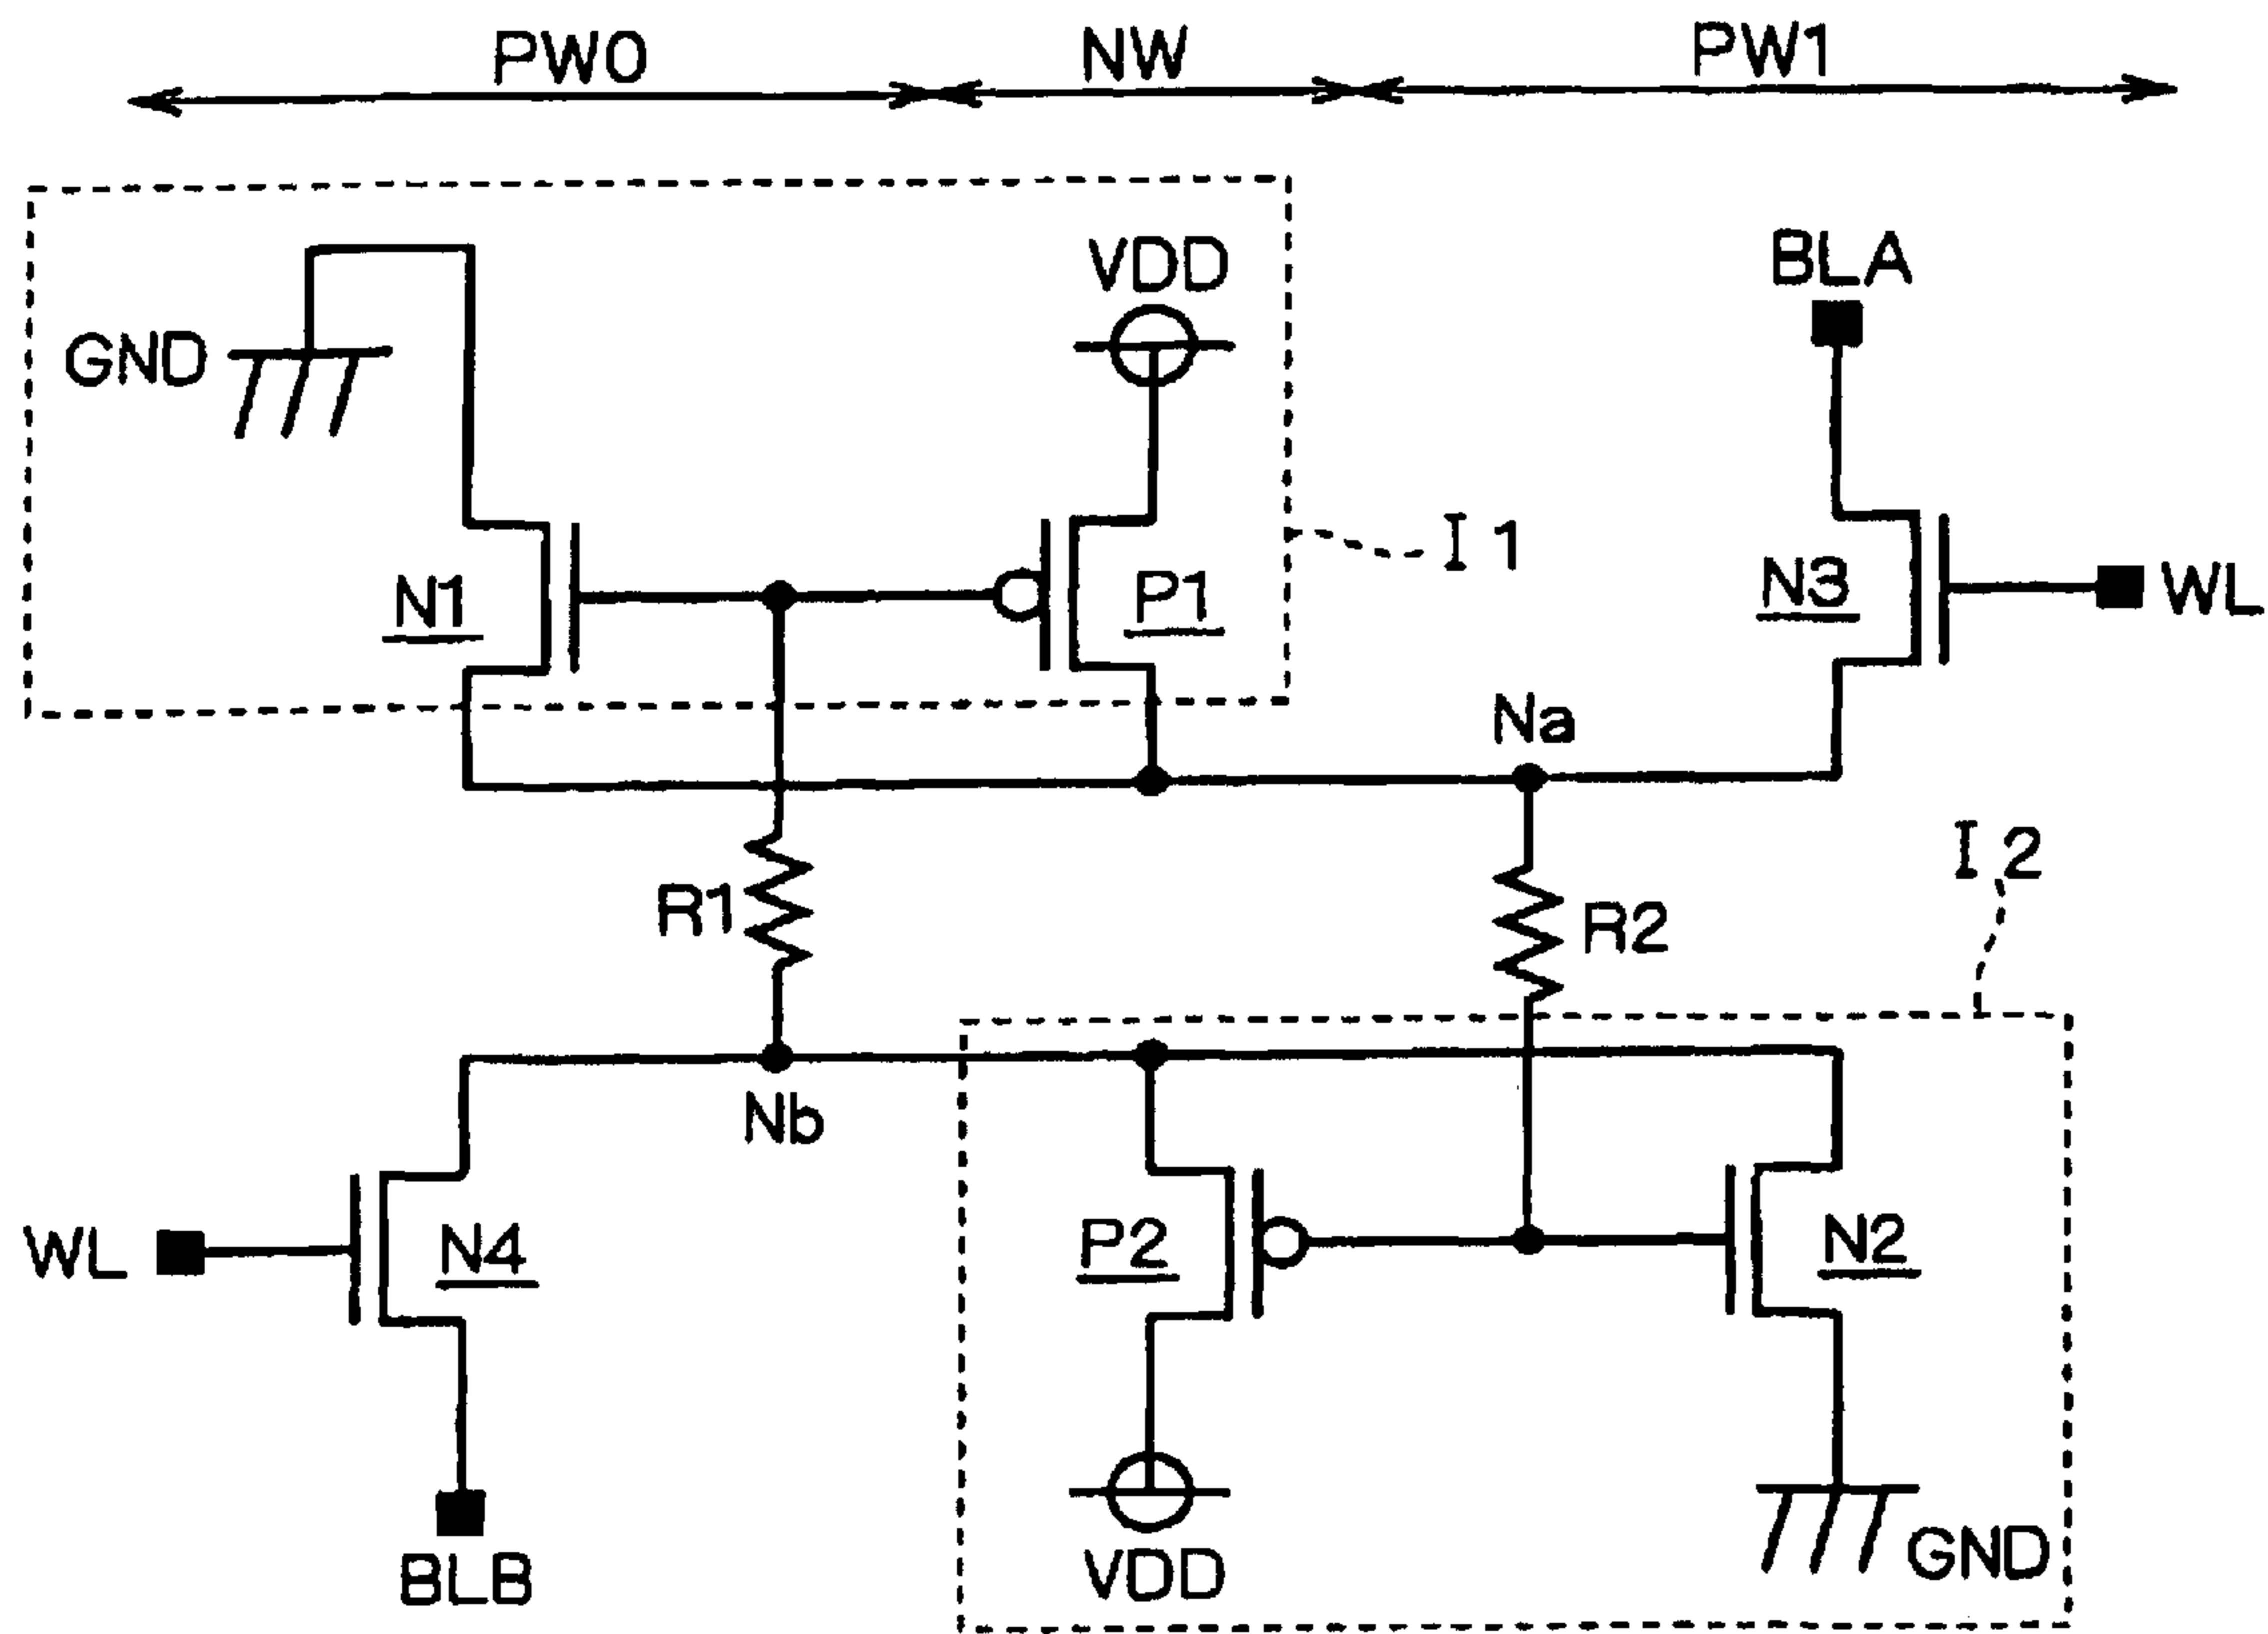 PW0 NW PW1
VDD
BLA
GND
I1
N1
P1
N3
WL
Na
I2
R1
R2
Nb
WL
N4
P2
N2
GND
BLB
VDD